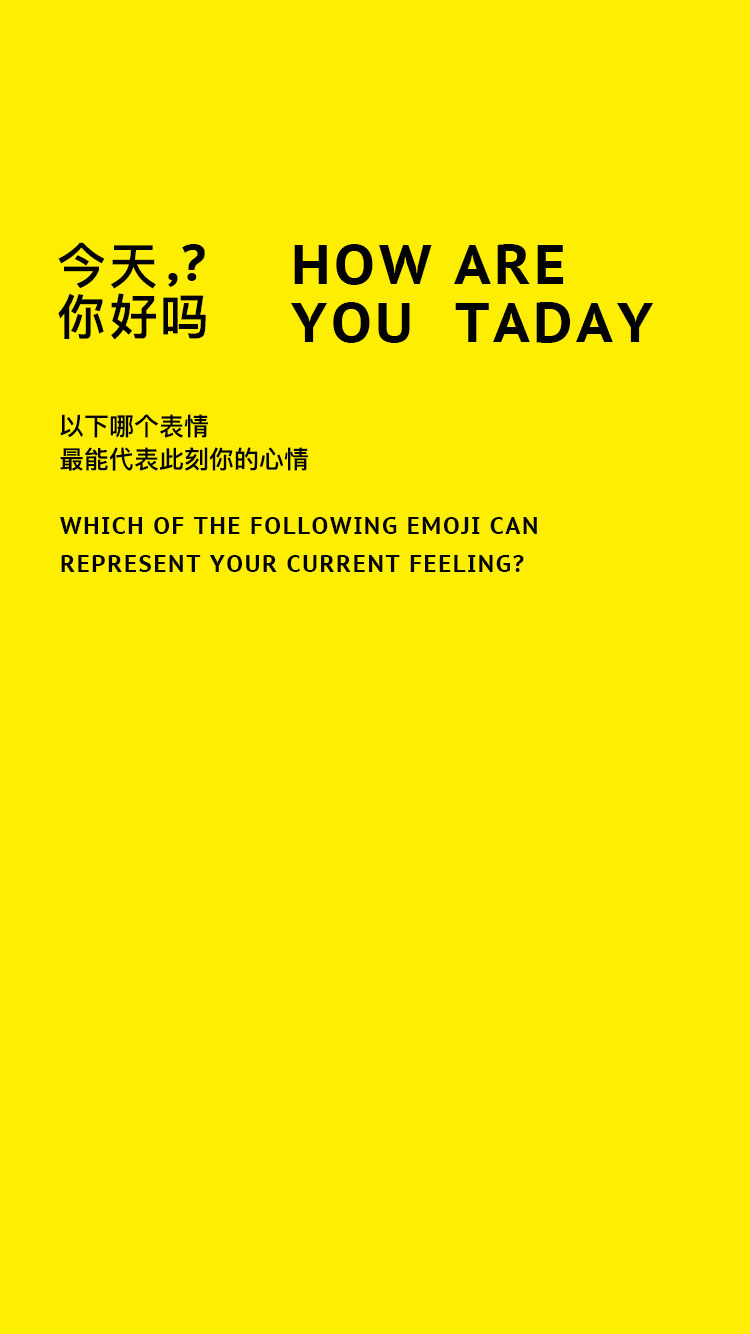 今天,?
你好吗
HOW ARE
YOU TADAY
以下哪个表情
最能代表此刻你的心情
WHICH OF THE FOLLOWING EMOJI CAN
REPRESENT YOUR CURRENT FEELING?